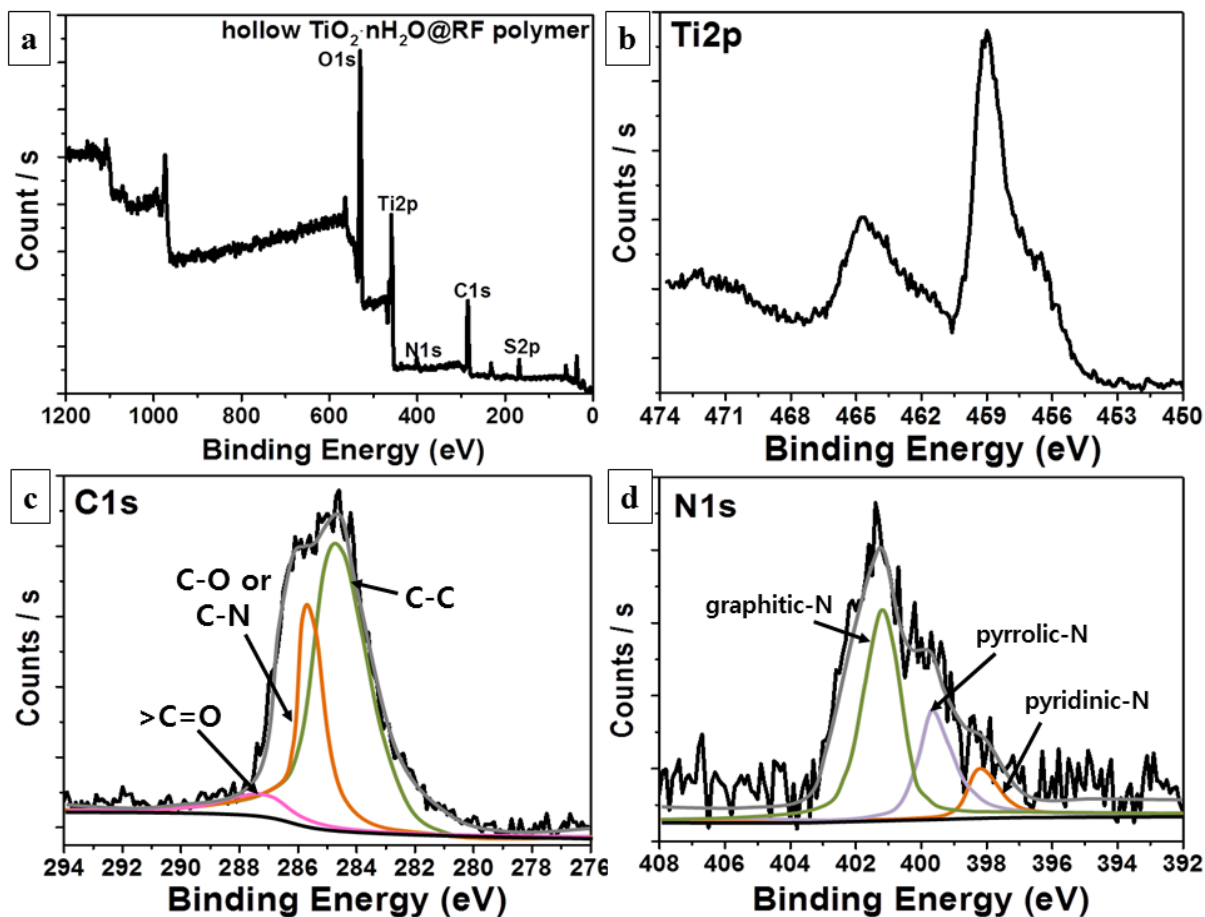 a
hollow TiO2·nH2O@RF polymer
O1s
Ti2p
N1s
C1s
S2p
Count / s
1200 1000 800 600 400 200 0
Binding Energy (eV)
b
Ti2p
Counts / s
474 471 468 465 462 459 456 453 450
Binding Energy (eV)
c
C1s
C-O or
C-N
C-C
>C=O
Counts / s
294 292 290 288 286 284 282 280 278 276
Binding Energy (eV)
d
N1s
graphitic-N
pyrrolic-N
pyridinic-N
Counts / s
408 406 404 402 400 398 396 394 392
Binding Energy (eV)